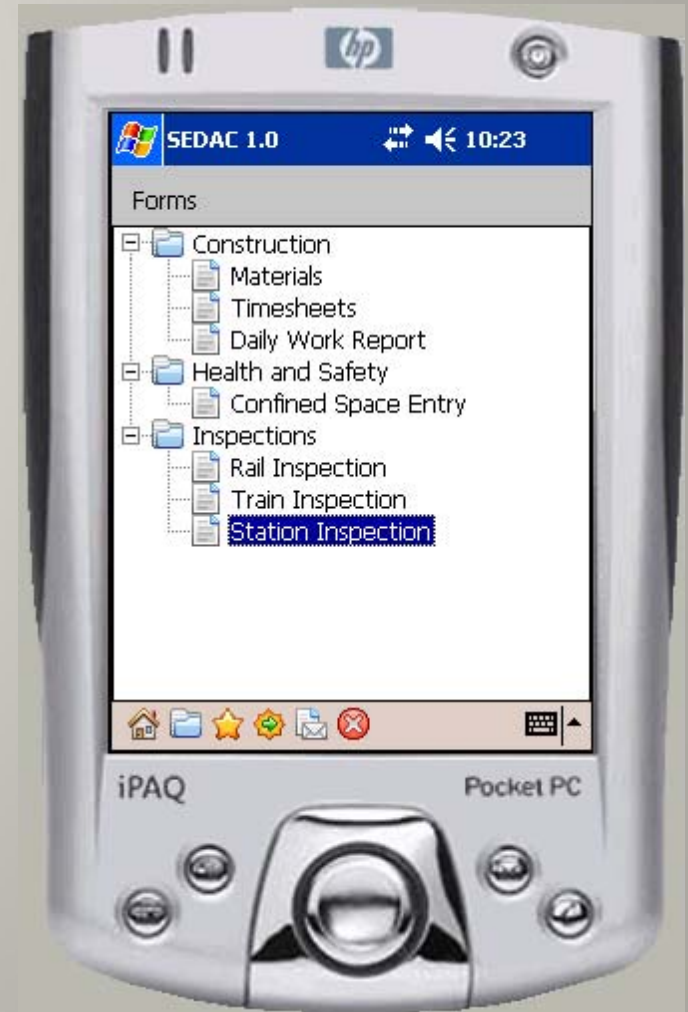 hp
SEDAC 1.0 10:23
Forms
Construction
Materials
Timesheets
Daily Work Report
Health and Safety
Confined Space Entry
Inspections
Rail Inspection
Train Inspection
Station Inspection
iPAQ Pocket PC